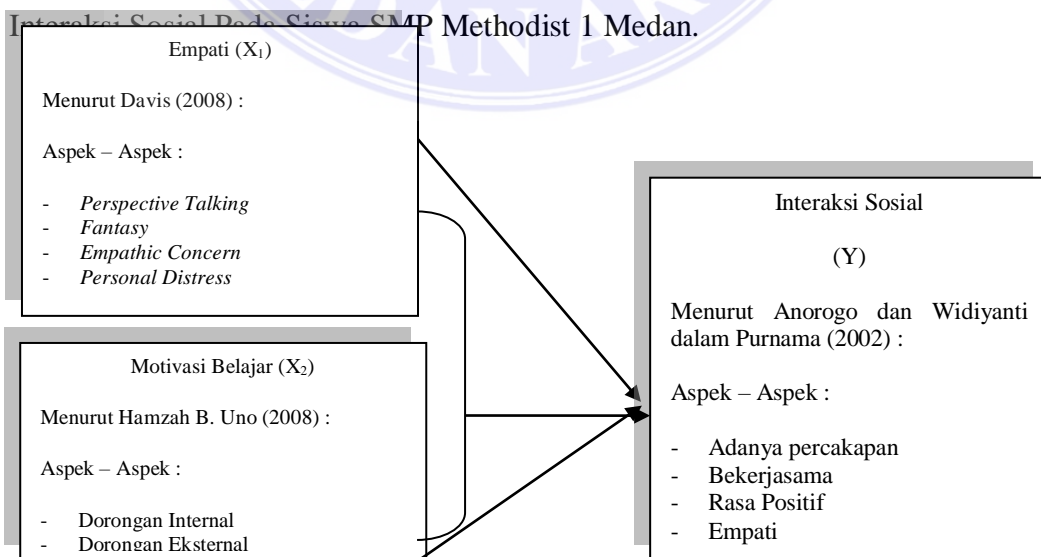 Interaksi Sosial Pada Siswa SMP Methodist 1 Medan.
Empati (X₁)
Menurut Davis (2008) :
Aspek – Aspek :
- Perspective Talking
- Fantasy
- Empathic Concern
- Personal Distress
Motivasi Belajar (X₂)
Menurut Hamzah B. Uno (2008) :
Aspek – Aspek :
- Dorongan Internal
- Dorongan Eksternal
Interaksi Sosial
(Y)
Menurut Anorogo dan Widiyanti
dalam Purnama (2002) :
Aspek – Aspek :
- Adanya percakapan
- Bekerjasama
- Rasa Positif
- Empati
DAN AR